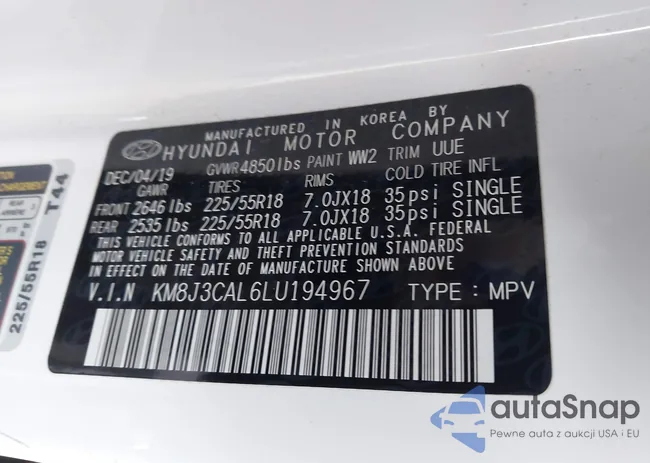 MANUFACTURED IN KOREA BY
HYUNDAI MOTOR COMPANY
DEC/04/19 GVWR 4850lbs PAINT WW2 TRIM UUE
GAWR TIRES RIMS COLD TIRE INFL
FRONT 2646 lbs 225/55R18 7.0JX18 35psi SINGLE
REAR 2535 lbs 225/55R18 7.0JX18 35psi SINGLE
THIS VEHICLE CONFORMS TO ALL APPLICABLE U.S.A. FEDERAL
MOTOR VEHICLE SAFETY AND THEFT PREVENTION STANDARDS
IN EFFECT ON THE DATE OF MANUFACTURE SHOWN ABOVE
V.I.N KM8J3CAL6LU194967 TYPE : MPV
T44
225/55R18
autaSnap
Pewne auta z aukcji USA i EU